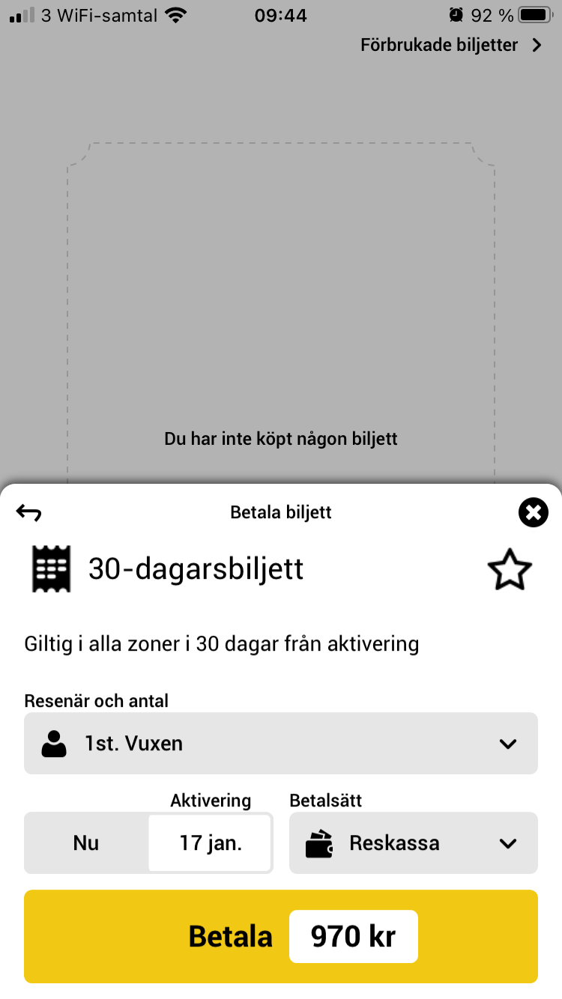 3 WiFi-samtal 09:44 92 %
Förbrukade biljetter
Du har inte köpt någon biljett
Betala biljett
30-dagarsbiljett
Giltig i alla zoner i 30 dagar från aktivering
Resenär och antal
1st. Vuxen
Aktivering
Nu 17 jan.
Betalsätt
Reskassa
Betala 970 kr